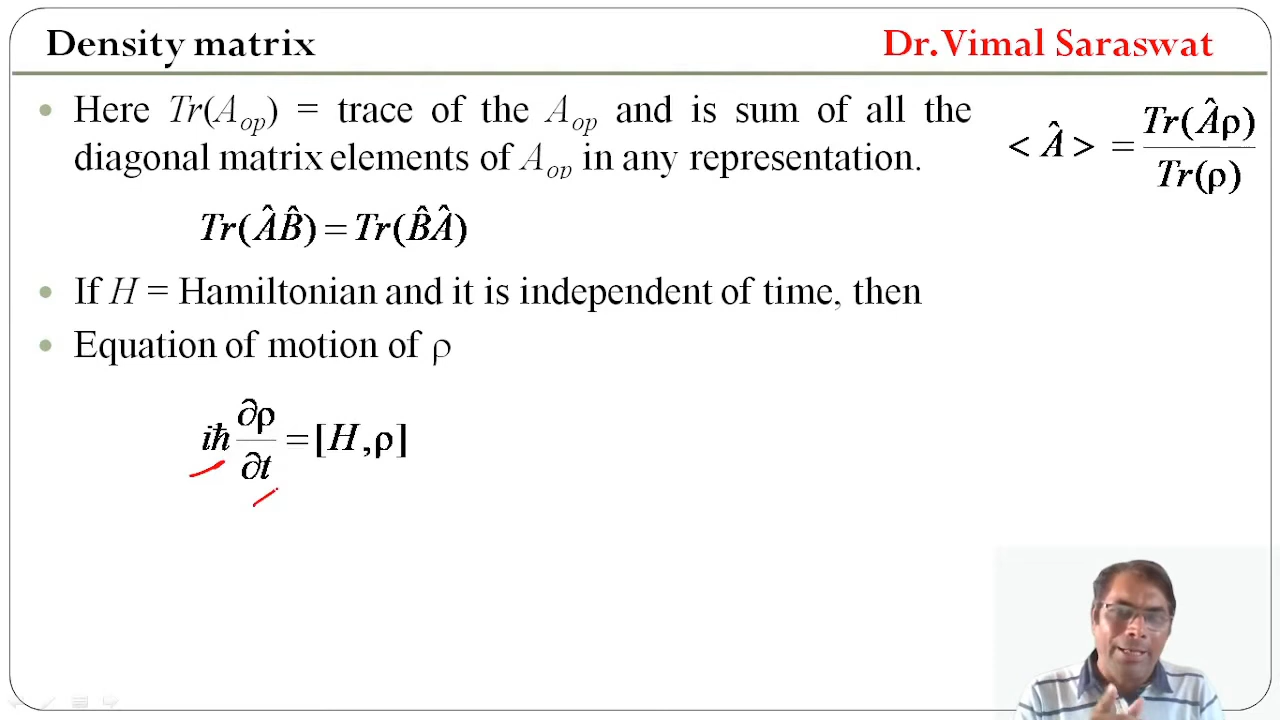 Density matrix
Dr.Vimal Saraswat
• Here Tr(A_op) = trace of the A_op and is sum of all the
diagonal matrix elements of A_op in any representation.
< Â > = Tr(Âρ) / Tr(ρ)
Tr(ÂB̂) = Tr(B̂Â)
• If H = Hamiltonian and it is independent of time, then
• Equation of motion of ρ
iħ ∂ρ/∂t = [H,ρ]